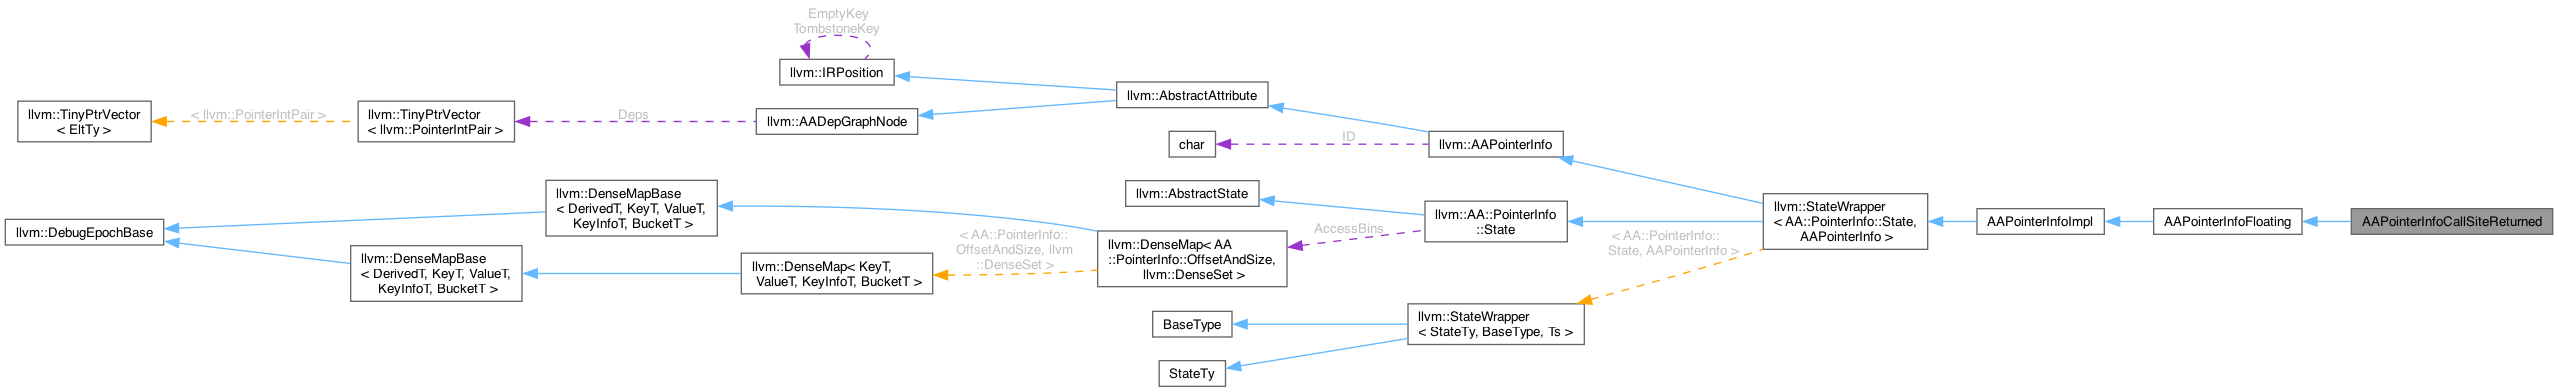 EmptyKey
TombstoneKey
llvm::IRPosition
llvm::AbstractAttribute
llvm::TinyPtrVector
< EltTy >
< llvm::PointerIntPair >
llvm::TinyPtrVector
< llvm::PointerIntPair >
Deps
llvm::AADepGraphNode
char
ID
llvm::AAPointerInfo
llvm::AbstractState
llvm::DenseMapBase
< DerivedT, KeyT, ValueT,
KeyInfoT, BucketT >
llvm::DebugEpochBase
llvm::DenseMapBase
< DerivedT, KeyT, ValueT,
KeyInfoT, BucketT >
llvm::DenseMap< KeyT,
ValueT, KeyInfoT, BucketT >
< AA::PointerInfo::
OffsetAndSize, llvm
::DenseSet >
llvm::DenseMap< AA
::PointerInfo::OffsetAndSize,
llvm::DenseSet >
AccessBins
llvm::AA::PointerInfo
::State
llvm::StateWrapper
< AA::PointerInfo::State,
AAPointerInfo >
< AA::PointerInfo::
State, AAPointerInfo >
AAPointerInfoImpl
AAPointerInfoFloating
AAPointerInfoCallSiteReturned
BaseType
llvm::StateWrapper
< StateTy, BaseType, Ts >
StateTy